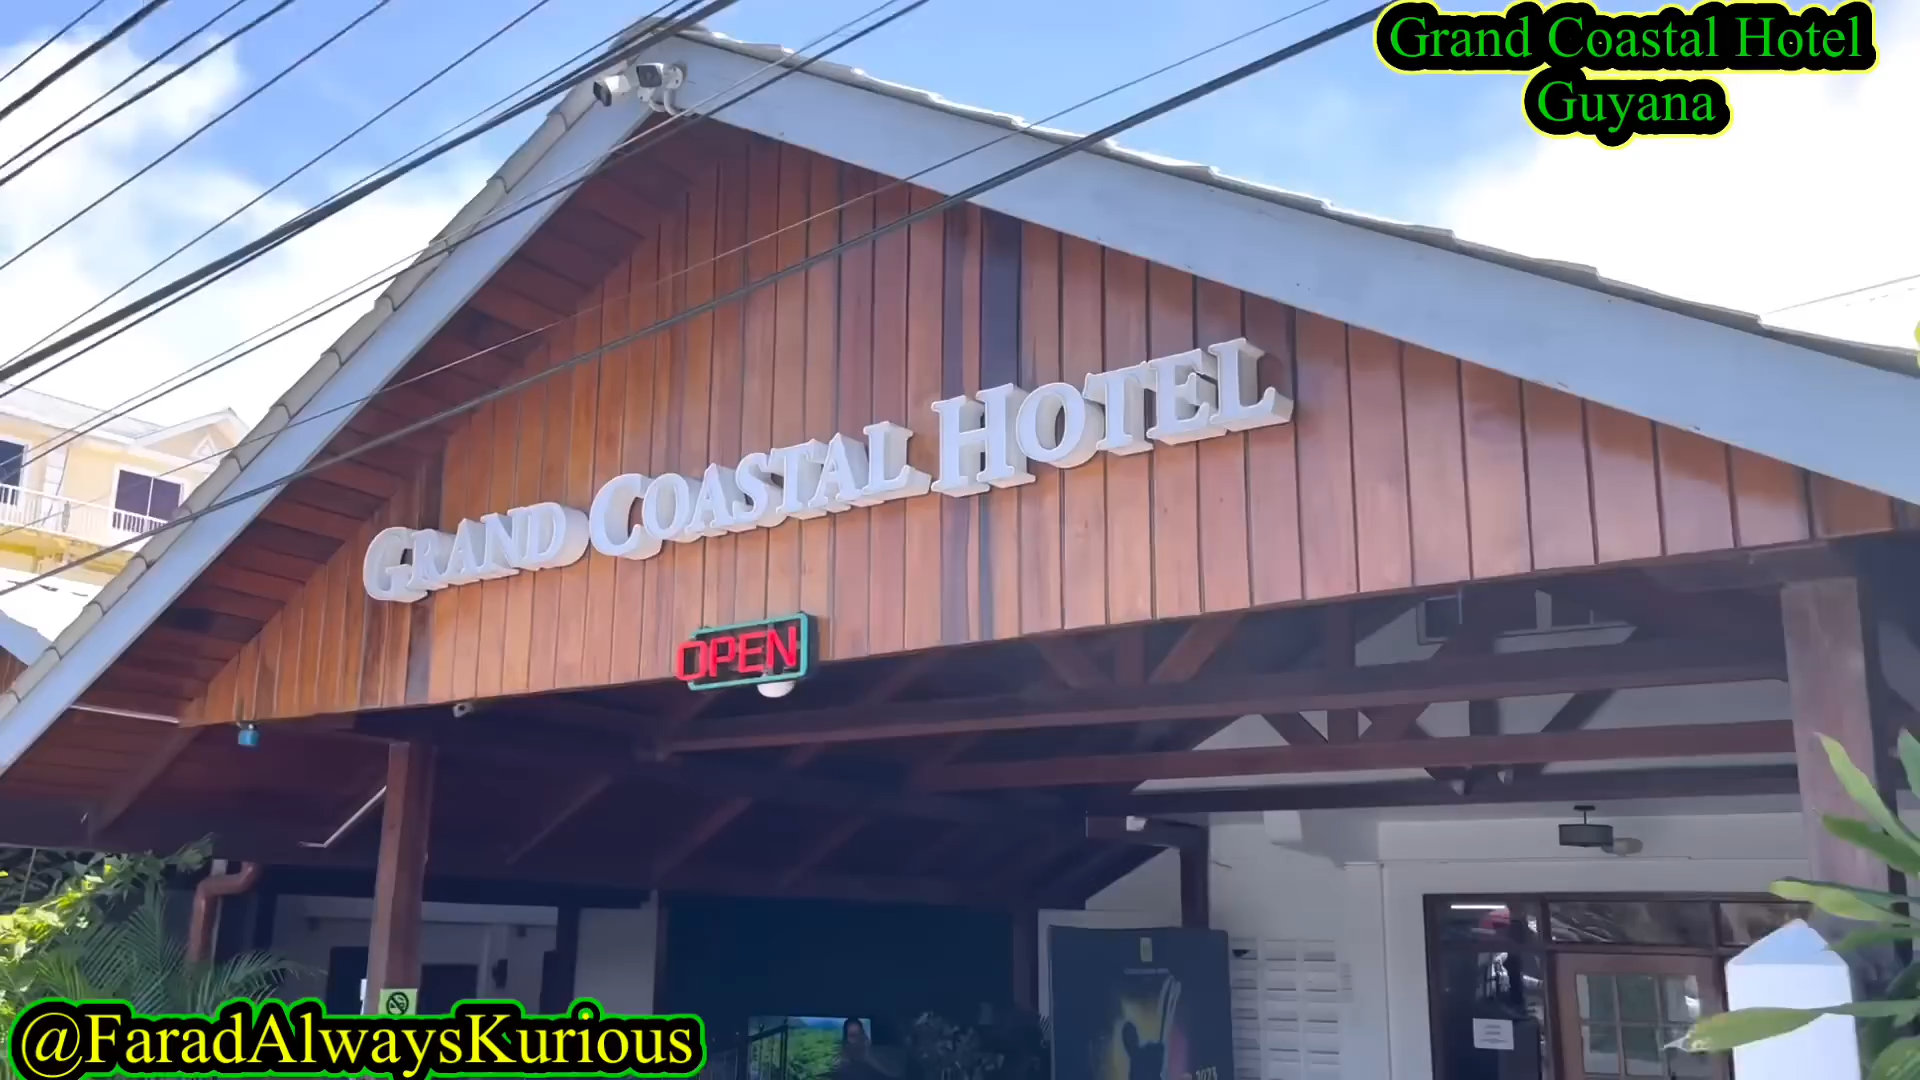 Grand Coastal Hotel
Guyana
GRAND COASTAL HOTEL
OPEN
@FaradAlwaysKurious